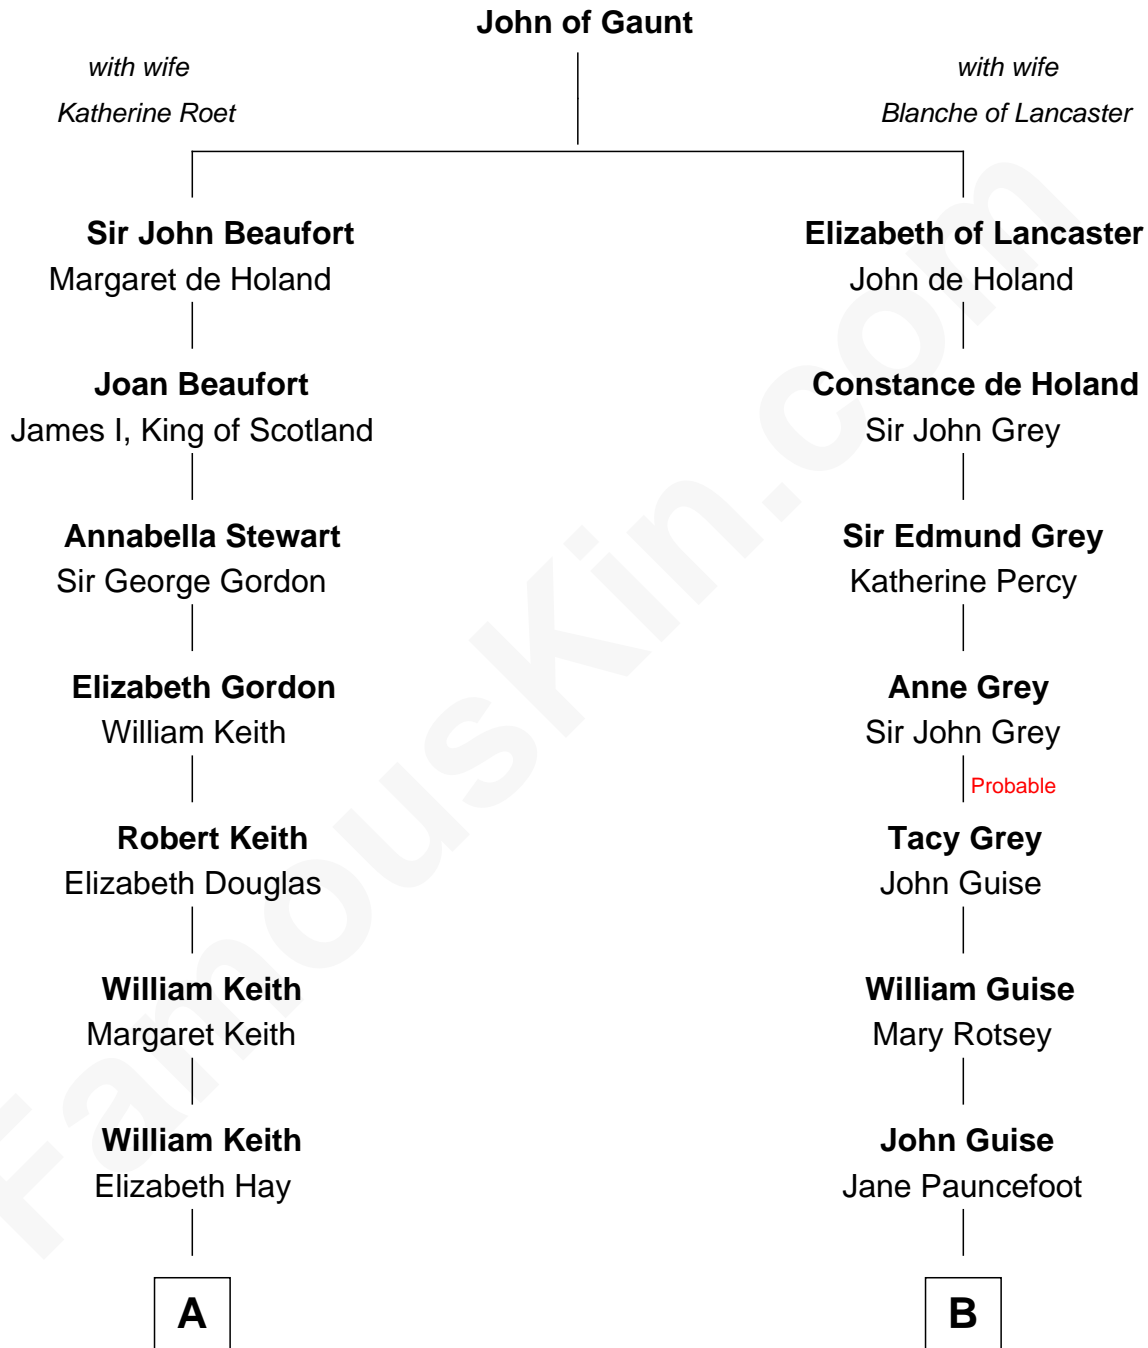 John of Gaunt
with wife
Katherine Roet
with wife
Blanche of Lancaster
Sir John Beaufort
Margaret de Holand
Elizabeth of Lancaster
John de Holand
Joan Beaufort
James I, King of Scotland
Constance de Holand
Sir John Grey
Annabella Stewart
Sir George Gordon
Sir Edmund Grey
Katherine Percy
Elizabeth Gordon
William Keith
Anne Grey
Sir John Grey
Probable
Robert Keith
Elizabeth Douglas
Tacy Grey
John Guise
William Keith
Margaret Keith
William Guise
Mary Rotsey
William Keith
Elizabeth Hay
John Guise
Jane Pauncefoot
A
B
FamousKin.com